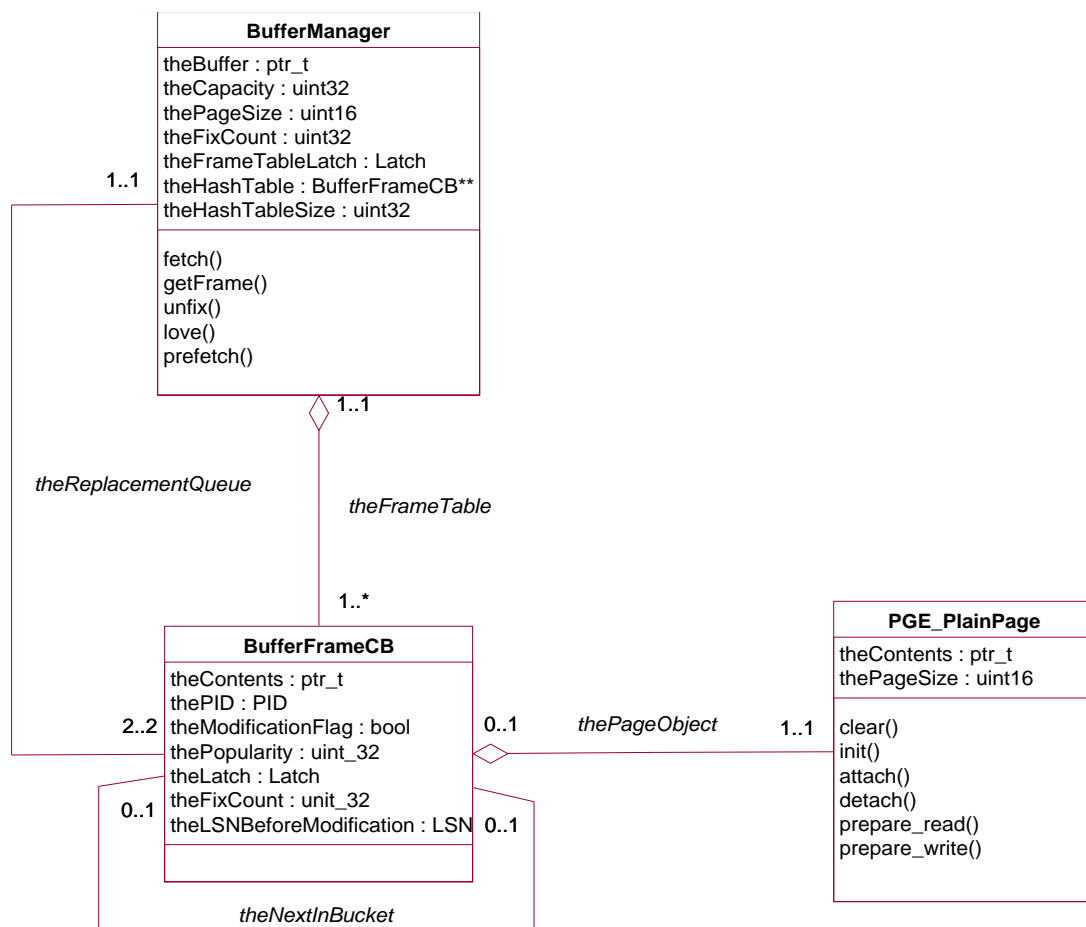 BufferManager
theBuffer : ptr_t
theCapacity : uint32
thePageSize : uint16
theFixCount : uint32
theFrameTableLatch : Latch
theHashTable : BufferFrameCB**
theHashTableSize : uint32
fetch()
getFrame()
unfix()
love()
prefetch()
1..1
1..1
theReplacementQueue
theFrameTable
1..*
BufferFrameCB
theContents : ptr_t
thePID : PID
theModificationFlag : bool
thePopularity : uint_32
theLatch : Latch
theFixCount : unit_32
theLSNBeforeModification : LSN
2..2
0..1
0..1
0..1
theNextInBucket
thePageObject
1..1
PGE_PlainPage
theContents : ptr_t
thePageSize : uint16
clear()
init()
attach()
detach()
prepare_read()
prepare_write()